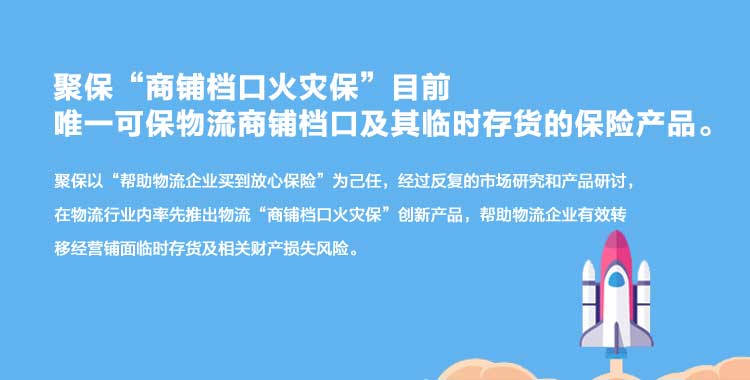 聚保“商铺档口火灾保”目前
唯一可保物流商铺档口及其临时存货的保险产品。
聚保以“帮助物流企业买到放心保险”为己任，经过反复的市场研究和产品研讨，
在物流行业内率先推出物流“商铺档口火灾保”创新产品，帮助物流企业有效转
移经营铺面临时存货及相关财产损失风险。